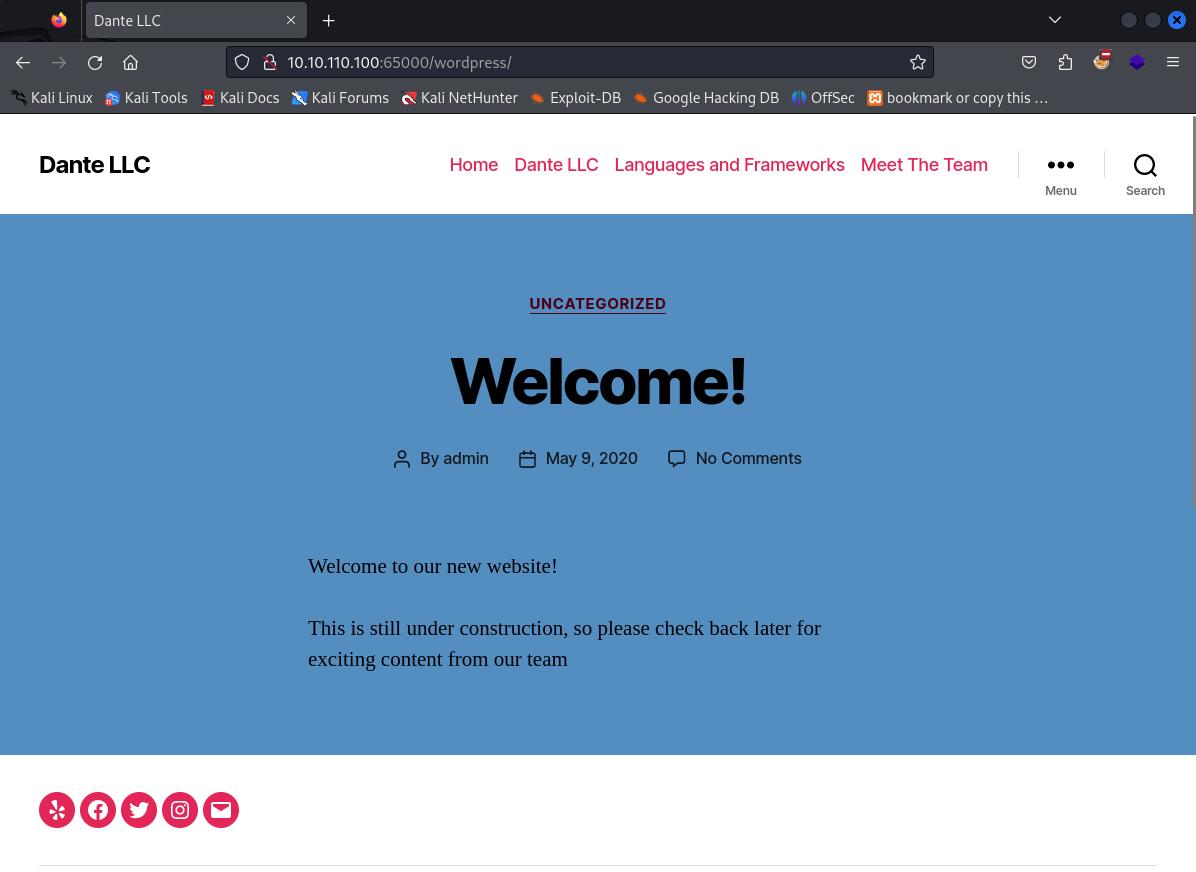 Dante LLC
10.10.110.100:65000/wordpress/
Kali Linux Kali Tools Kali Docs Kali Forums Kali NetHunter Exploit-DB Google Hacking DB OffSec bookmark or copy this ...
Dante LLC Home Dante LLC Languages and Frameworks Meet The Team Menu Search
UNCATEGORIZED
Welcome!
By admin May 9, 2020 No Comments
Welcome to our new website!
This is still under construction, so please check back later for
exciting content from our team